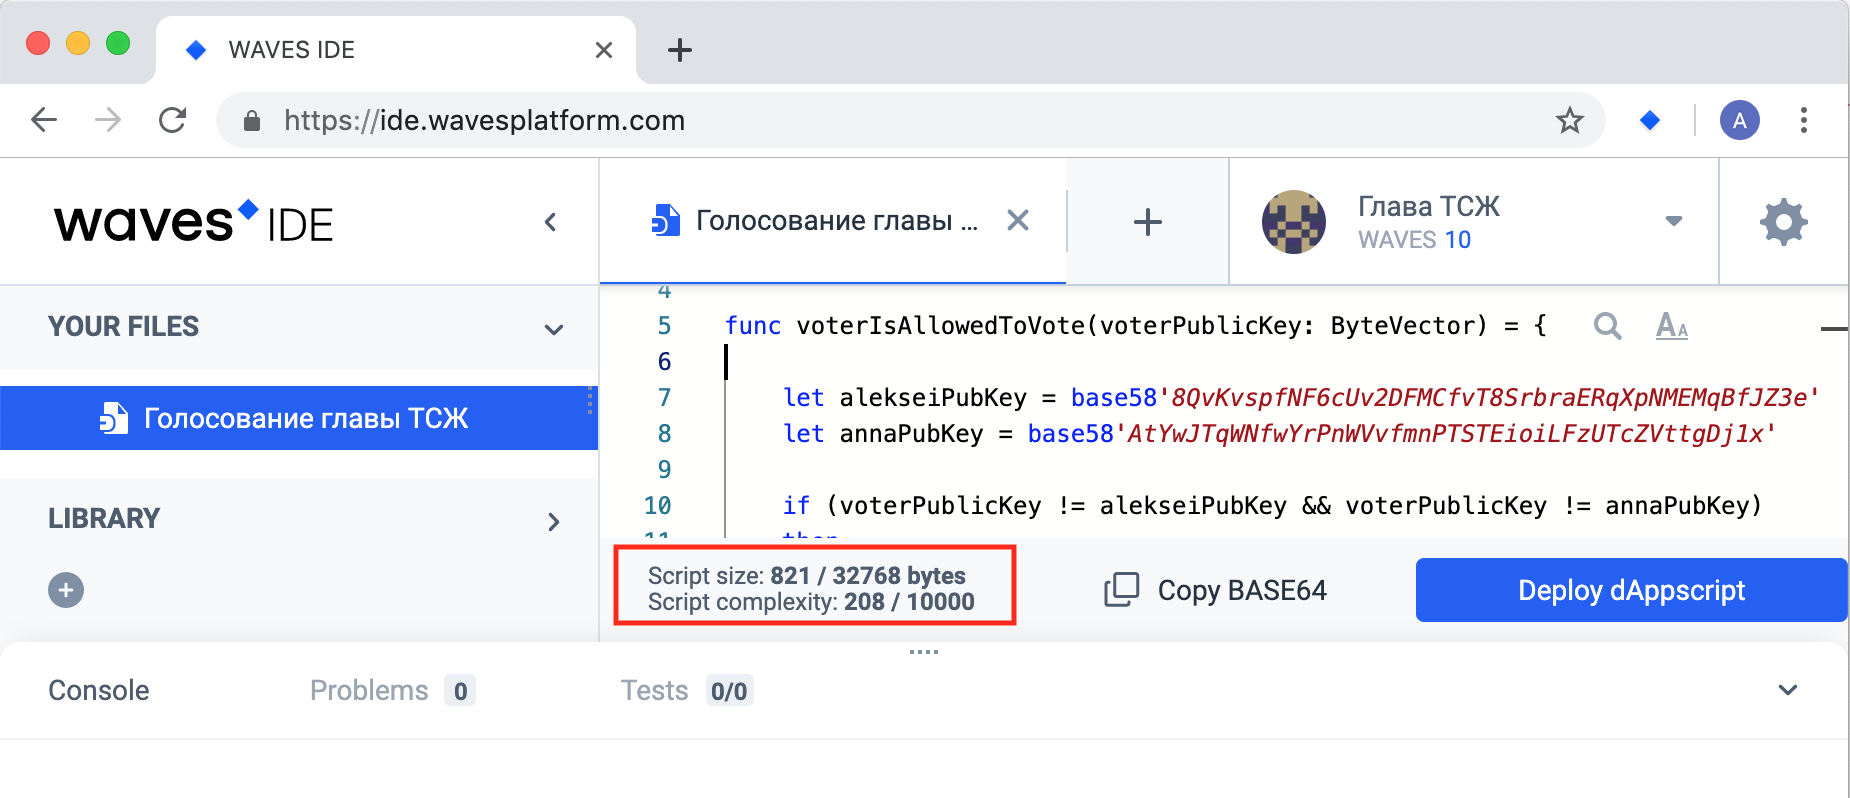 WAVES IDE
https://ide.wavesplatform.com
A
waves IDE
Голосование главы ...
Глава ТСЖ
WAVES 10
YOUR FILES
Голосование главы ТСЖ
LIBRARY
4
5 func voterIsAllowedToVote(voterPublicKey: ByteVector) = {
6
7 let alekseiPubKey = base58'8QvKvspfNF6cUv2DFMCfvT8SrbraERqXpNMEMqBfJZ3e'
8 let annaPubKey = base58'AtYwJTqWNfwYrPnWVvfmnPTSTEioiLFzUTcZVttgDj1x'
9
10 if (voterPublicKey != alekseiPubKey && voterPublicKey != annaPubKey)
11 then
Script size: 821 / 32768 bytes
Script complexity: 208 / 10000
Copy BASE64
Deploy dAppscript
Console
Problems 0
Tests 0/0